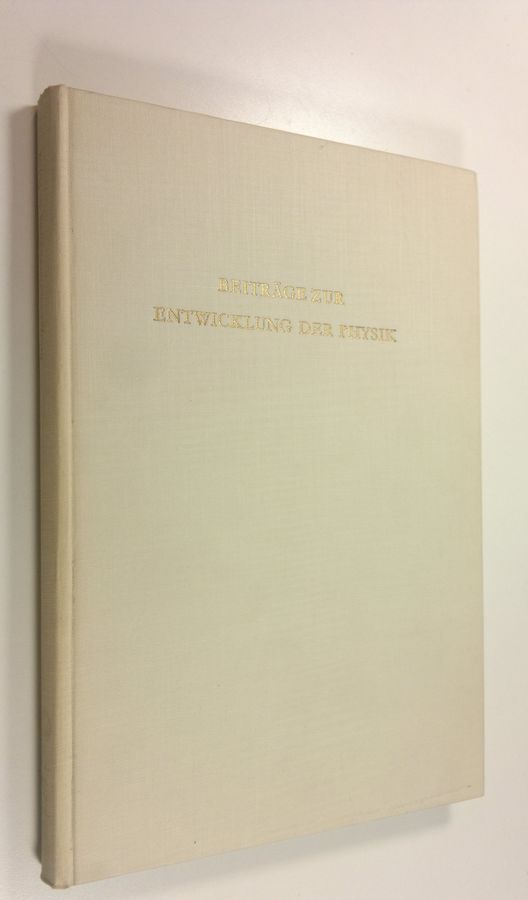 BEITRÄGE ZUR
ENTWICKLUNG DER PHYSIK